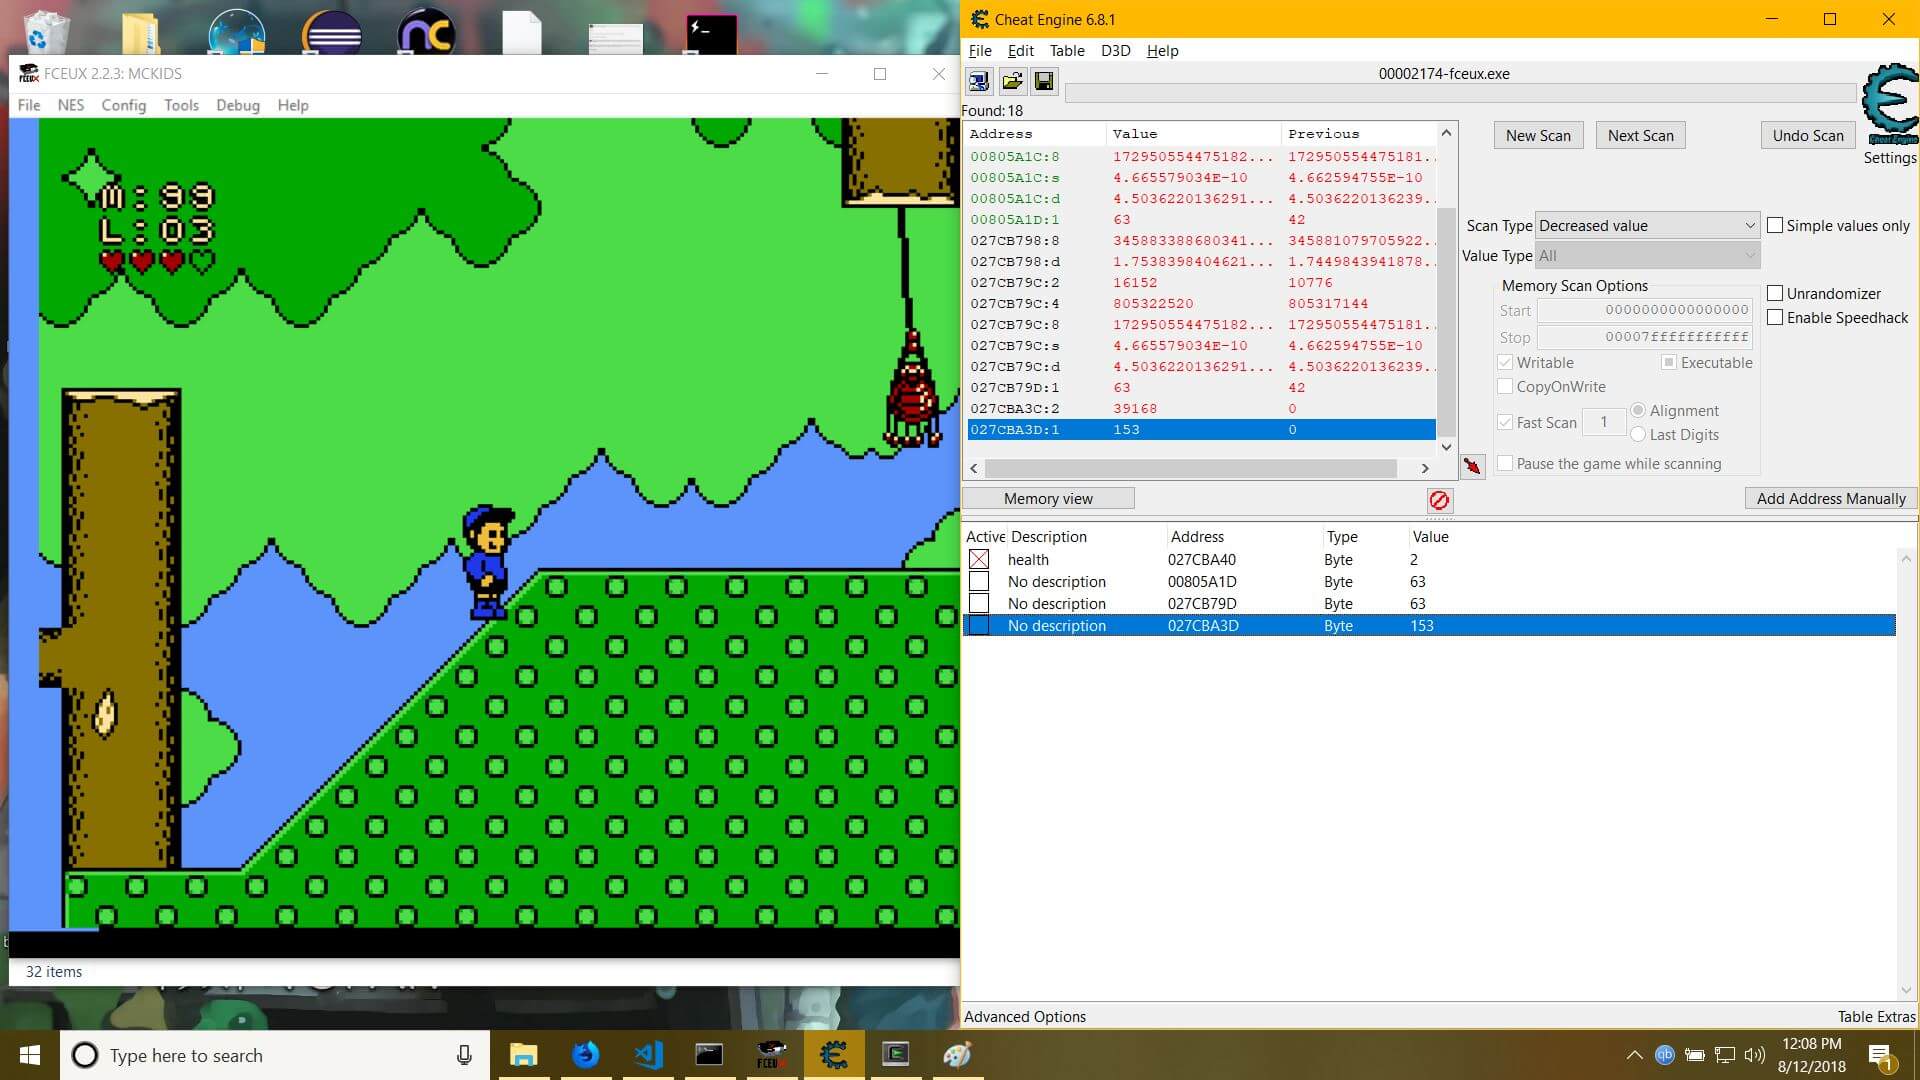 FCEUX 2.2.3: MCKIDS
File NES Config Tools Debug Help
M:99
L:03
32 items
Cheat Engine 6.8.1
File Edit Table D3D Help
00002174-fceux.exe
Found: 18
Address Value Previous
00805A1C:8 172950554475182... 172950554475181..
00805A1C:s 4.665579034E-10 4.662594755E-10
00805A1C:d 4.5036220136291... 4.5036220136239..
00805A1D:1 63 42
027CB798:8 345883388680341... 345881079705922..
027CB798:d 1.7538398404621... 1.7449843941878..
027CB79C:2 16152 10776
027CB79C:4 805322520 805317144
027CB79C:8 172950554475182... 172950554475181..
027CB79C:s 4.665579034E-10 4.662594755E-10
027CB79C:d 4.5036220136291... 4.5036220136239..
027CB79D:1 63 42
027CBA3C:2 39168 0
027CBA3D:1 153 0
New Scan Next Scan Undo Scan
Settings
Scan Type Decreased value Simple values only
Value Type All
Memory Scan Options
Start 0000000000000000
Stop 00007fffffffffff
Writable Executable
CopyOnWrite
Fast Scan 1 Alignment
Last Digits
Pause the game while scanning
Unrandomizer
Enable Speedhack
Memory view Add Address Manually
Active Description Address Type Value
health 027CBA40 Byte 2
No description 00805A1D Byte 63
No description 027CB79D Byte 63
No description 027CBA3D Byte 153
Advanced Options Table Extras
Type here to search
FCEUX
qb
12:08 PM
8/12/2018
1